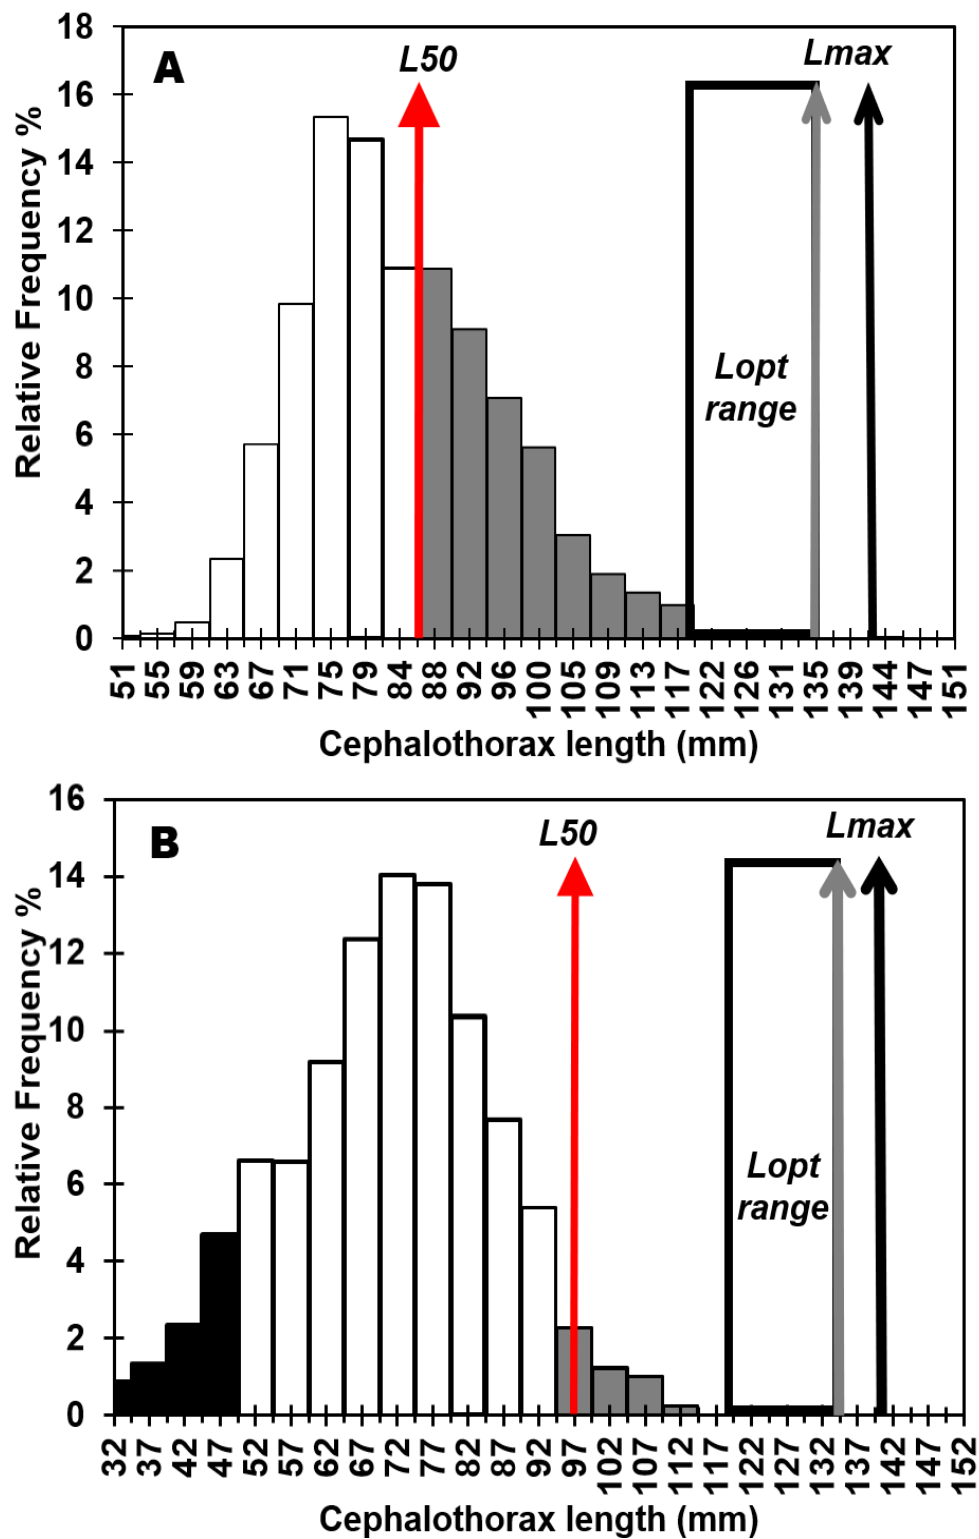 A
L50
Lmax
Lopt
range
Relative Frequency %
18
16
14
12
10
8
6
4
2
0
51 55 59 63 67 71 75 79 84 88 92 96 100 105 109 113 117 122 126 131 135 139 144 147 151
Cephalothorax length (mm)
B
L50
Lmax
Lopt
range
Relative Frequency %
16
14
12
10
8
6
4
2
0
32 37 42 47 52 57 62 67 72 77 82 87 92 97 102 107 112 117 122 127 132 137 142 147 152
Cephalothorax length (mm)